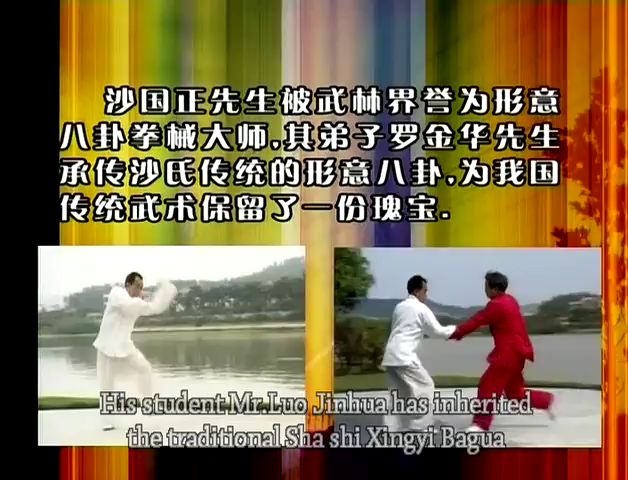 沙国正先生被武林界誉为形意
八卦拳械大师,其弟子罗金华先生
承传沙氏传统的形意八卦,为我国
传统武术保留了一份瑰宝.
His student Mr.Luo Jinhua has inherited
the traditional Sha shi Xingyi Bagua